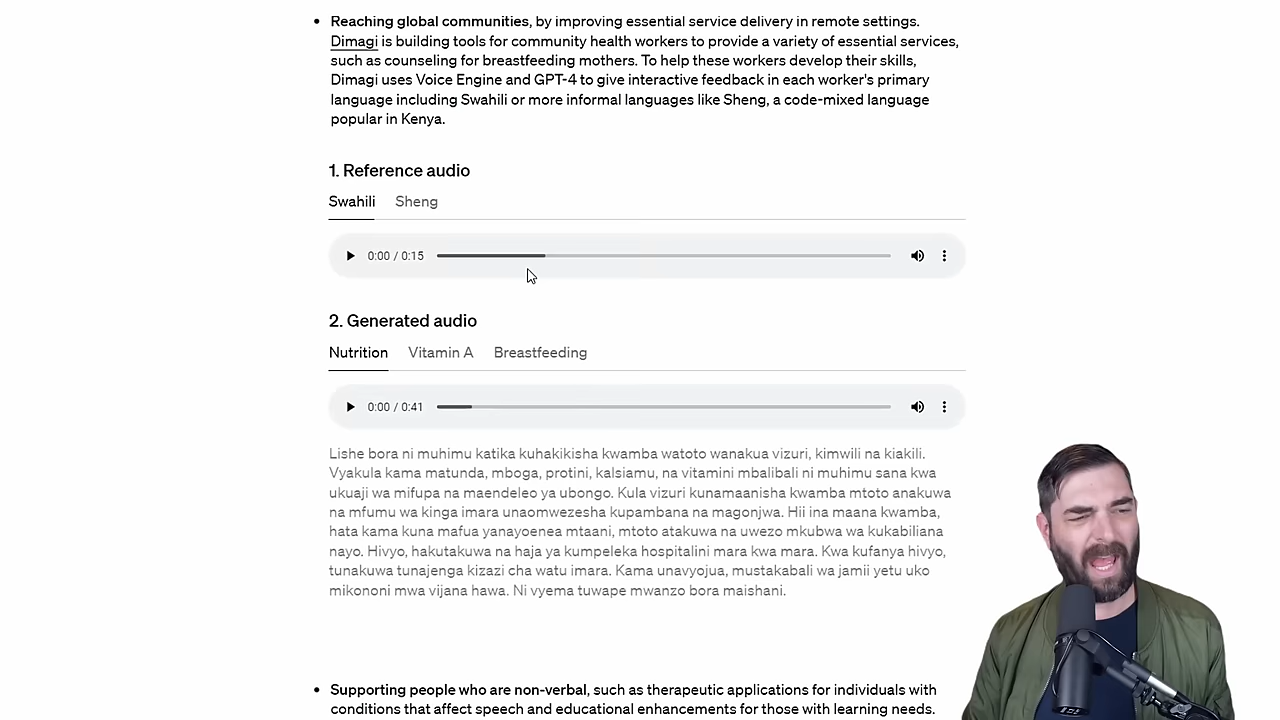 • Reaching global communities, by improving essential service delivery in remote settings.
Dimagi is building tools for community health workers to provide a variety of essential services,
such as counseling for breastfeeding mothers. To help these workers develop their skills,
Dimagi uses Voice Engine and GPT-4 to give interactive feedback in each worker's primary
language including Swahili or more informal languages like Sheng, a code-mixed language
popular in Kenya.
1. Reference audio
Swahili Sheng
0:00 / 0:15
2. Generated audio
Nutrition Vitamin A Breastfeeding
0:00 / 0:41
Lishe bora ni muhimu katika kuhakikisha kwamba watoto wanakua vizuri, kimwili na kiakili.
Vyakula kama matunda, mboga, protini, kalsiamu, na vitamini mbalibali ni muhimu sana kwa
ukuaji wa mifupa na maendeleo ya ubongo. Kula vizuri kunamaanisha kwamba mtoto anakuwa
na mfumu wa kinga imara unaomwezesha kupambana na magonjwa. Hii ina maana kwamba,
hata kama kuna mafua yanayoenea mtaani, mtoto atakuwa na uwezo mkubwa wa kukabiliana
nayo. Hivyo, hakutakuwa na haja ya kumpeleka hospitalini mara kwa mara. Kwa kufanya hivyo,
tunakuwa tunajenga kizazi cha watu imara. Kama unavyojua, mustakabali wa jamii yetu uko
mikononi mwa vijana hawa. Ni vyema tuwape mwanzo bora maishani.
• Supporting people who are non-verbal, such as therapeutic applications for individuals with
conditions that affect speech and educational enhancements for those with learning needs.